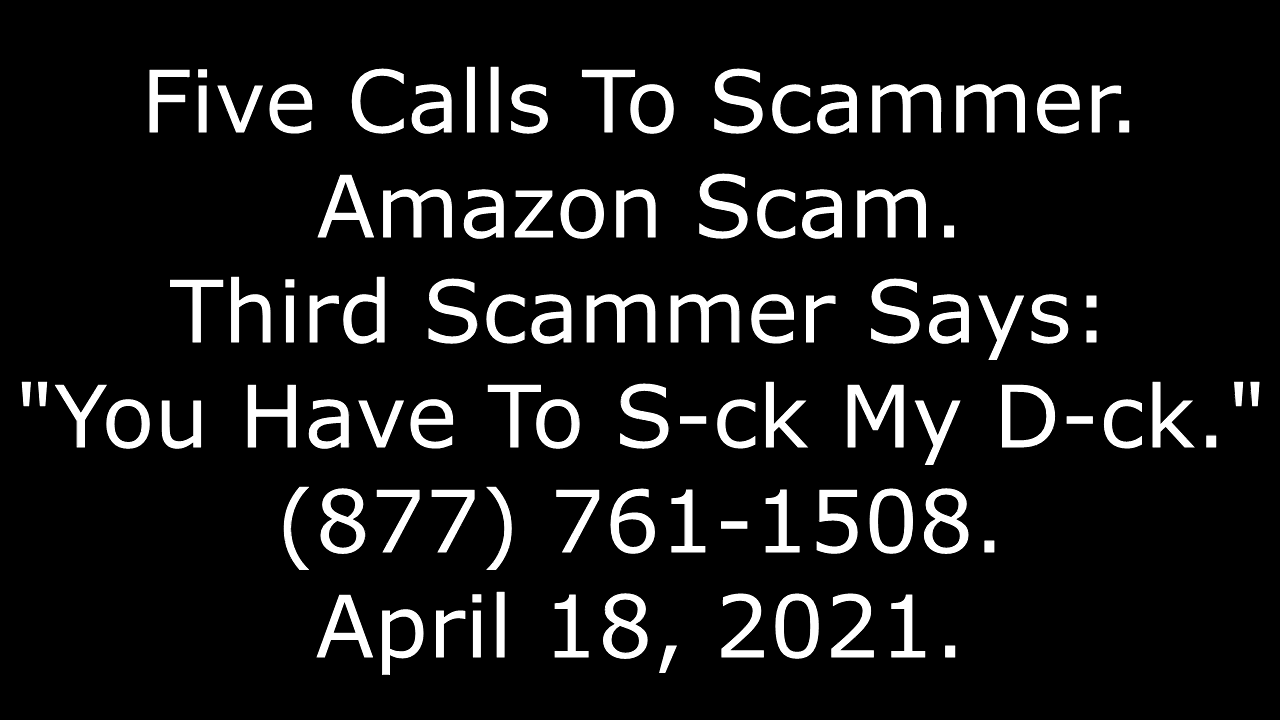 Five Calls To Scammer.
Amazon Scam.
Third Scammer Says:
"You Have To S-ck My D-ck."
(877) 761-1508.
April 18, 2021.